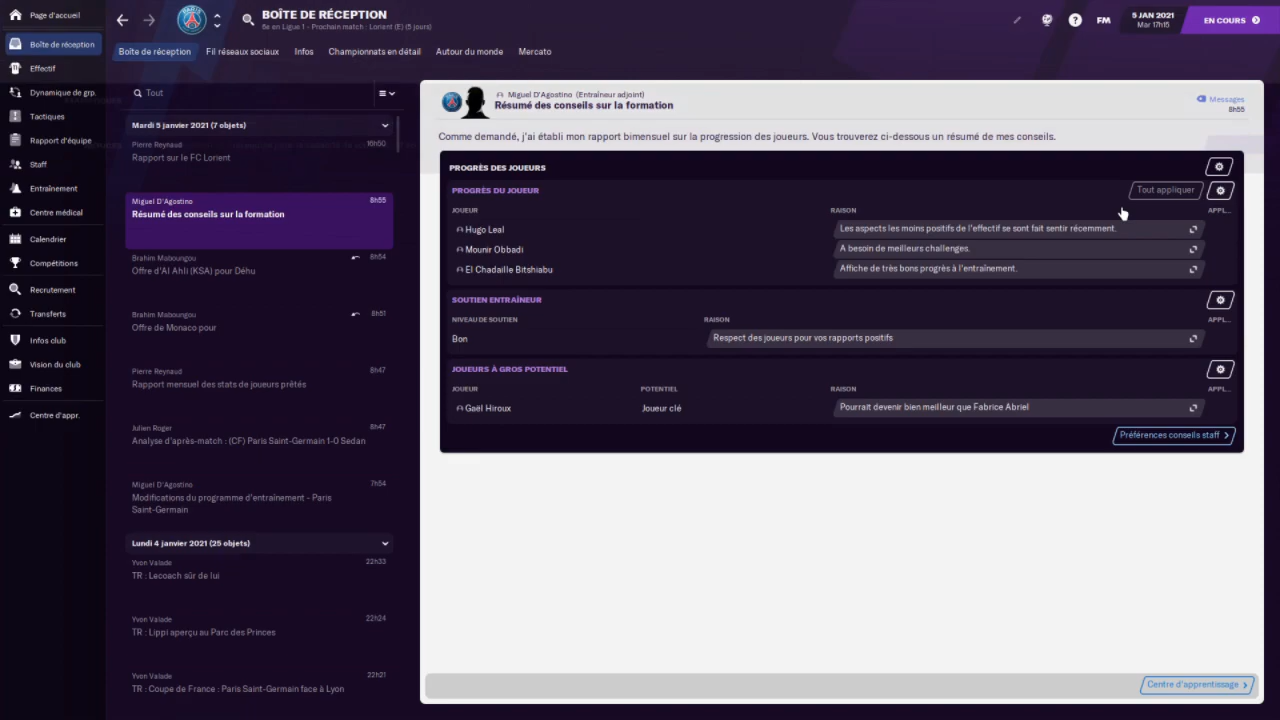 Page d'accueil
Boîte de réception
Effectif
Dynamique de grp.
Tactiques
Rapport d'équipe
Staff
Entraînement
Centre médical
Calendrier
Compétitions
Recrutement
Transferts
Infos club
Vision du club
Finances
Centre d'appr.
BOÎTE DE RÉCEPTION
6e en Ligue 1 - Prochain match : Lorient (E) (5 jours)
FM
5 JAN 2021
Mar 17h15
EN COURS
Boîte de réception Fil réseaux sociaux Infos Championnats en détail Autour du monde Mercato
Tout
Mardi 5 janvier 2021 (7 objets)
Pierre Reynaud 16h50
Rapport sur le FC Lorient
Miguel D'Agostino 8h55
Résumé des conseils sur la formation
Brahim Maboungou 8h54
Offre d'Al Ahli (KSA) pour Déhu
Brahim Maboungou 8h51
Offre de Monaco pour
Pierre Reynaud 8h47
Rapport mensuel des stats de joueurs prêtés
Julien Roger 8h47
Analyse d'après-match : (CF) Paris Saint-Germain 1-0 Sedan
Miguel D'Agostino 7h54
Modifications du programme d'entraînement - Paris
Saint-Germain
Lundi 4 janvier 2021 (25 objets)
Yvon Valade 22h33
TR : Lecoach sûr de lui
Yvon Valade 22h24
TR : Lippi aperçu au Parc des Princes
Yvon Valade 22h21
TR : Coupe de France : Paris Saint-Germain face à Lyon
Miguel D'Agostino (Entraîneur adjoint)
Résumé des conseils sur la formation
Messages
8h55
Comme demandé, j'ai établi mon rapport bimensuel sur la progression des joueurs. Vous trouverez ci-dessous un résumé de mes conseils.
PROGRÈS DES JOUEURS
PROGRÈS DU JOUEUR Tout appliquer
JOUEUR RAISON APPL...
Hugo Leal Les aspects les moins positifs de l'effectif se sont fait sentir récemment.
Mounir Obbadi A besoin de meilleurs challenges.
El Chadaille Bitshiabu Affiche de très bons progrès à l'entraînement.
SOUTIEN ENTRAÎNEUR
NIVEAU DE SOUTIEN RAISON APPL...
Bon Respect des joueurs pour vos rapports positifs
JOUEURS À GROS POTENTIEL
JOUEUR POTENTIEL RAISON APPL...
Gaël Hiroux Joueur clé Pourrait devenir bien meilleur que Fabrice Abriel
Préférences conseils staff
Centre d'apprentissage